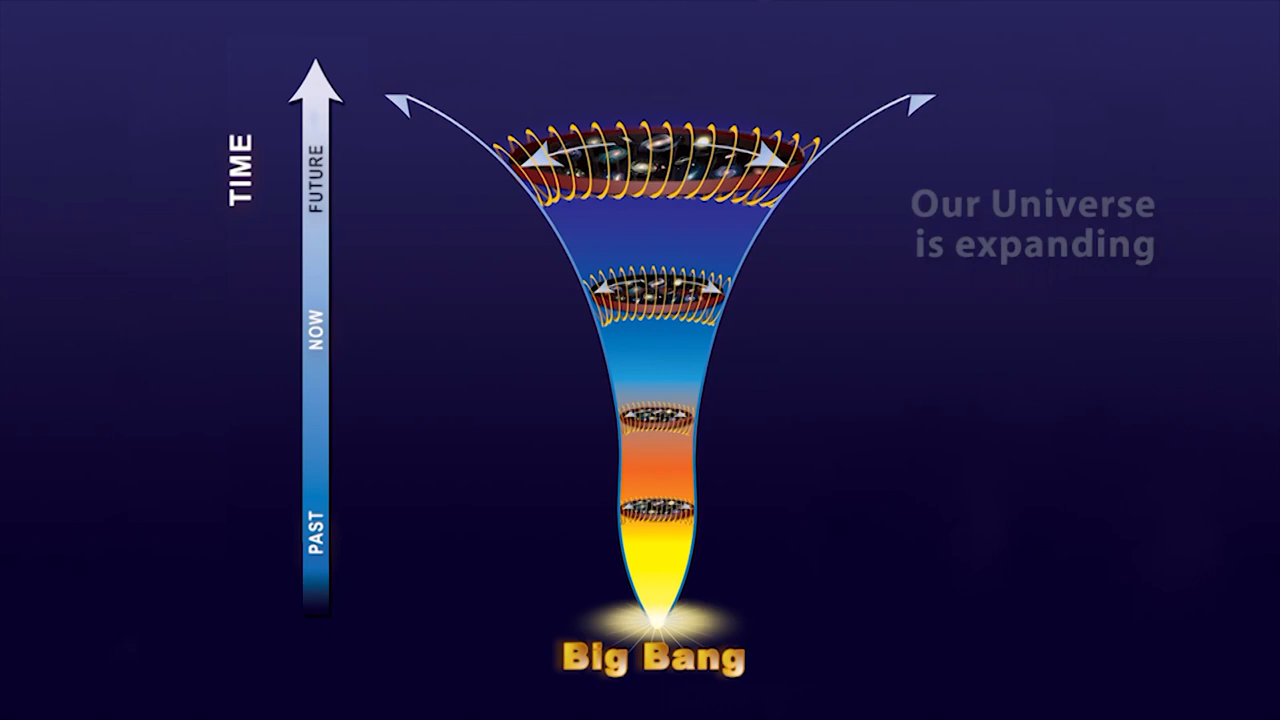 TIME
FUTURE
NOW
PAST
Our Universe
is expanding
Big Bang